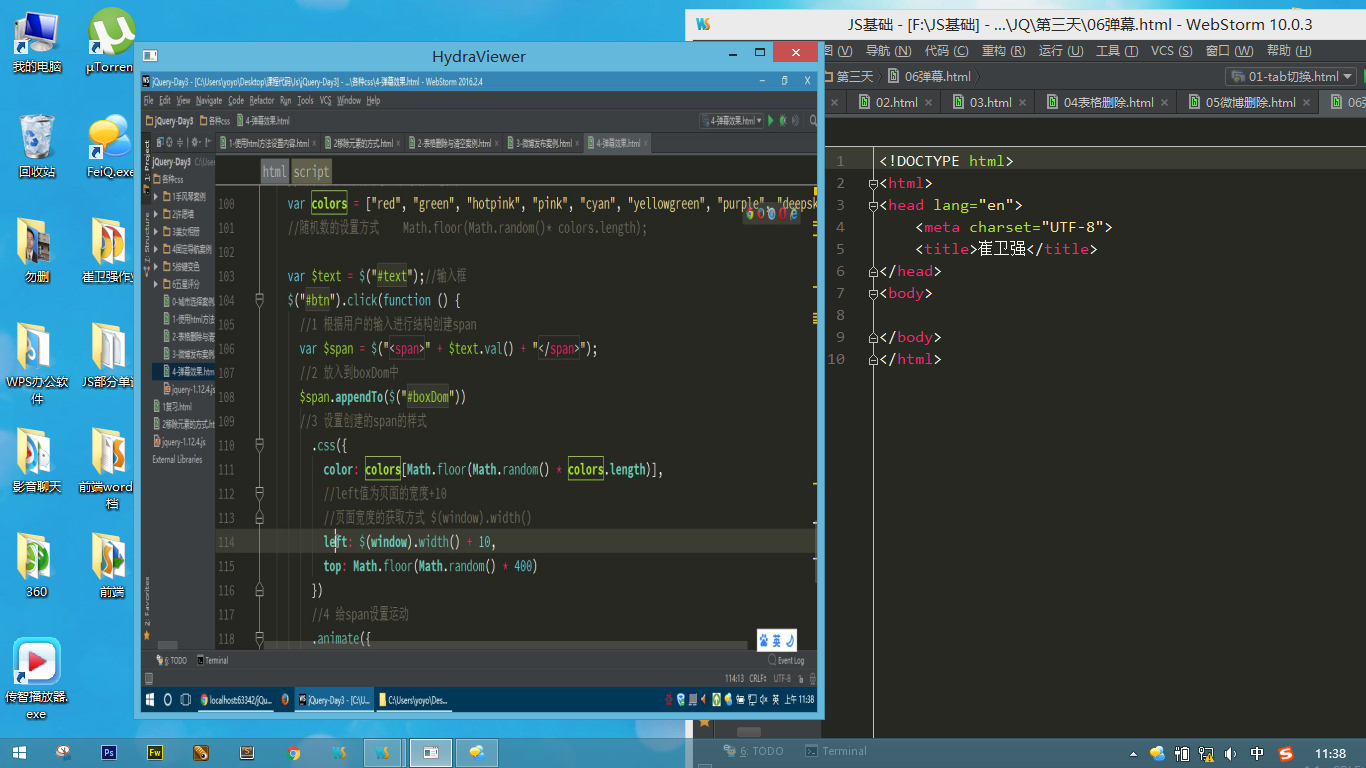 我的电脑
µTorren
回收站
FeiQ.exe
勿删
崔卫强作
WPS办公软件
JS部分单
影音聊天
前端word
档
360
前端
传智播放器.exe
HydraViewer
jQuery-Day3 - [C:\Users\yoyo\Desktop\课程代码\Js\jQuery-Day3] - ...\各种css\4-弹幕效果.html - WebStorm 2016.2.4
File Edit View Navigate Code Refactor Run Tools VCS Window Help
jQuery-Day3 各种css 4-弹幕效果.html
4-弹幕效果.html
1-使用html方法设置内容.html 2移除元素的方式.html 2-表格删除与清空案例.html 3-微博发布案例.html 4-弹幕效果.html
1: Project
Z: Structure
2: Favorites
jQuery-Day3
各种css
1手风琴案例
2许愿墙
3美女相册
4固定导航案例
5按键变色
6五星评分
0-城市选择案例
1-使用html方法
2-表格删除与清
3-微博发布案例
4-弹幕效果.htm
jquery-1.12.4.js
1复习.html
2移除元素的方式.ht
jquery-1.12.4.js
External Libraries
html script
100 var colors = ["red", "green", "hotpink", "pink", "cyan", "yellowgreen", "purple", "deepsk
101 //随机数的设置方式 Math.floor(Math.random()* colors.length);
102
103 var $text = $("#text");//输入框
104 $("#btn").click(function () {
105 //1 根据用户的输入进行结构创建span
106 var $span = $("<span>" + $text.val() + "</span>");
107 //2 放入到boxDom中
108 $span.appendTo($("#boxDom"))
109 //3 设置创建的span的样式
110 .css({
111 color: colors[Math.floor(Math.random() * colors.length)],
112 //left值为页面的宽度+10
113 //页面宽度的获取方式 $(window).width()
114 left: $(window).width() + 10,
115 top: Math.floor(Math.random() * 400)
116 })
117 //4 给span设置运动
118 .animate({
英
6: TODO Terminal Event Log
114:13 CRLF: UTF-8
localhost:63342/jQu... jQuery-Day3 - [C:\U... C:\Users\yoyo\Des... 英 上午 11:38
JS基础 - [F:\JS基础] - ...\JQ\第三天\06弹幕.html - WebStorm 10.0.3
图 (V) 导航 (N) 代码 (C) 重构 (R) 运行 (U) 工具 (T) VCS (S) 窗口 (W) 帮助 (H)
第三天 06弹幕.html 01-tab切换.html
02.html 03.html 04表格删除.html 05微博删除.html 06
1 <!DOCTYPE html>
2 <html>
3 <head lang="en">
4 <meta charset="UTF-8">
5 <title>崔卫强</title>
6 </head>
7 <body>
8
9 </body>
10 </html>
6: TODO Terminal
Ps Fw
中 11:38